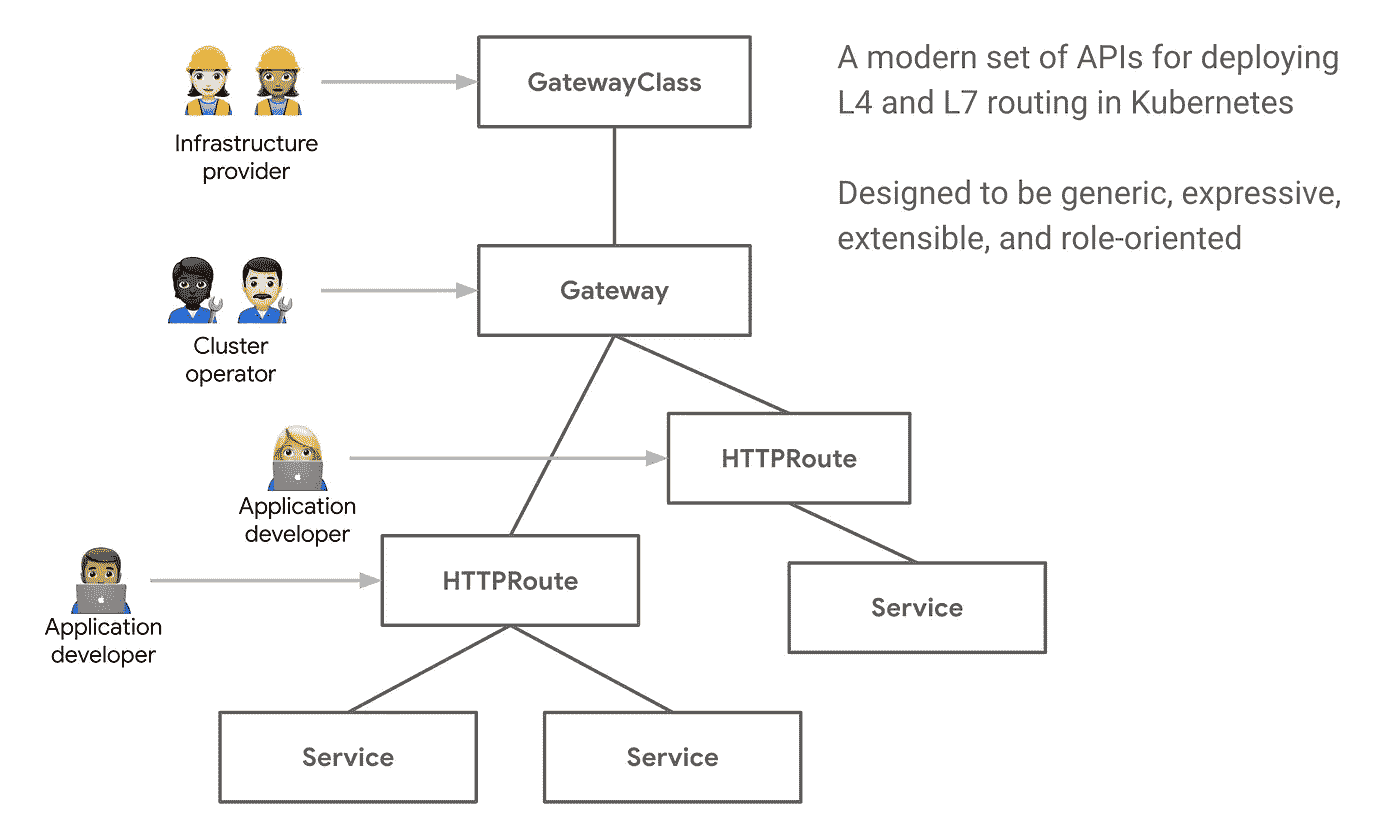 GatewayClass
A modern set of APIs for deploying
L4 and L7 routing in Kubernetes
Infrastructure
provider
Designed to be generic, expressive,
extensible, and role-oriented
Gateway
Cluster
operator
HTTPRoute
Application
developer
HTTPRoute
Service
Application
developer
Service
Service